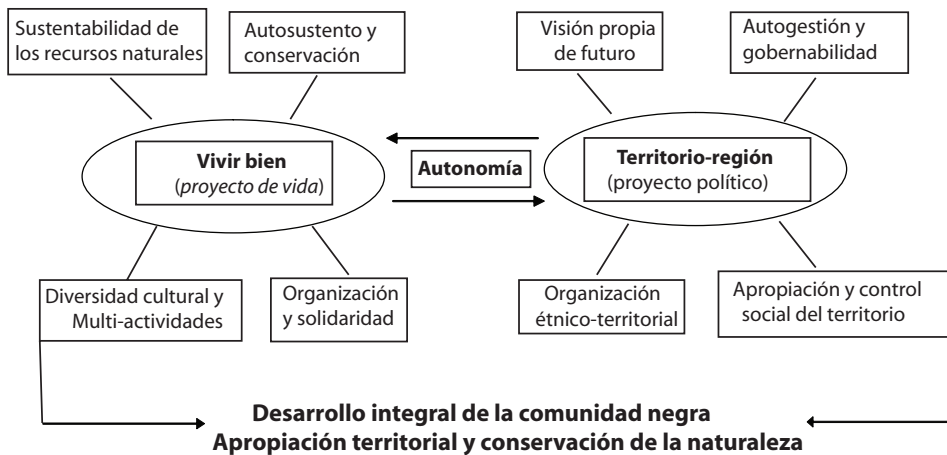 Sustentabilidad de
los recursos naturales
Autosustento y
conservación
Visión propia
de futuro
Autogestión y
gobernabilidad
Vivir bien
(proyecto de vida)
Autonomía
Territorio-región
(proyecto político)
Diversidad cultural y
Multi-actividades
Organización
y solidaridad
Organización
étnico-territorial
Apropiación y control
social del territorio
Desarrollo integral de la comunidad negra
Apropiación territorial y conservación de la naturaleza